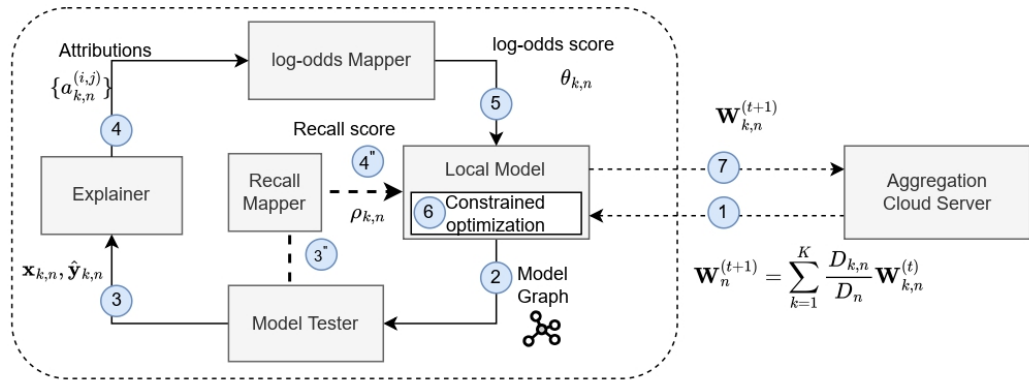 Attributions
{a_{k,n}^{(i,j)}}
4
log-odds Mapper
log-odds score
θ_{k,n}
5
Recall score
4"
ρ_{k,n}
Explainer
Recall
Mapper
Local Model
6
Constrained
optimization
W_{k,n}^{(t+1)}
7
1
Aggregation
Cloud Server
W_n^{(t+1)} = \sum_{k=1}^{K} \frac{D_{k,n}}{D_n} W_{k,n}^{(t)}
x_{k,n}, ŷ_{k,n}
3
3"
Model Tester
2
Model
Graph